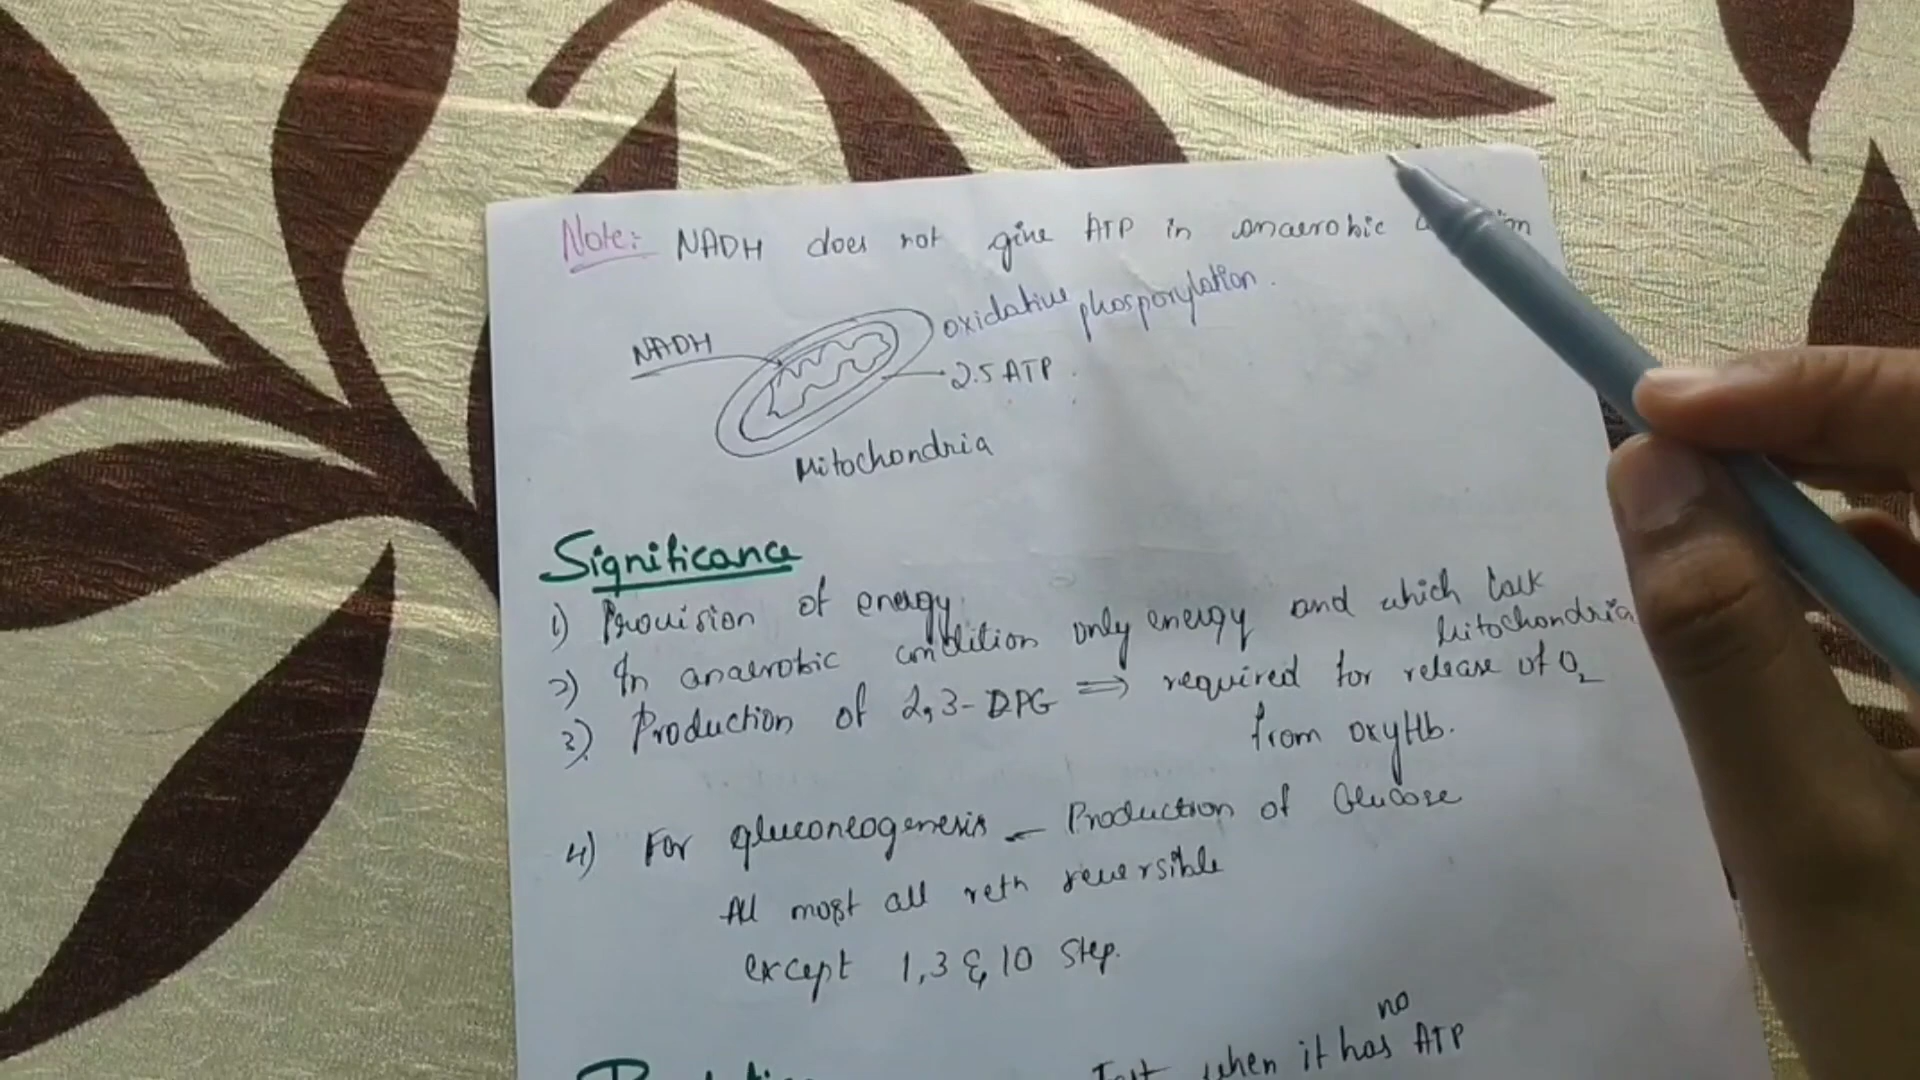 Note: NADH does not give ATP in anaerobic
NADH
oxidative phosporylation.
2.5 ATP
Mitochondria
Significance
1) Provision of energy
2) In anaerobic condition only energy and which lack Mitochondria
3) Production of 2,3-DPG ⇒ required for release of O₂
from oxyHb.
4) For gluconeogenesis - Production of Glucose
All most all rctn reversible
except 1,3 & 10 Step.
when it has no ATP